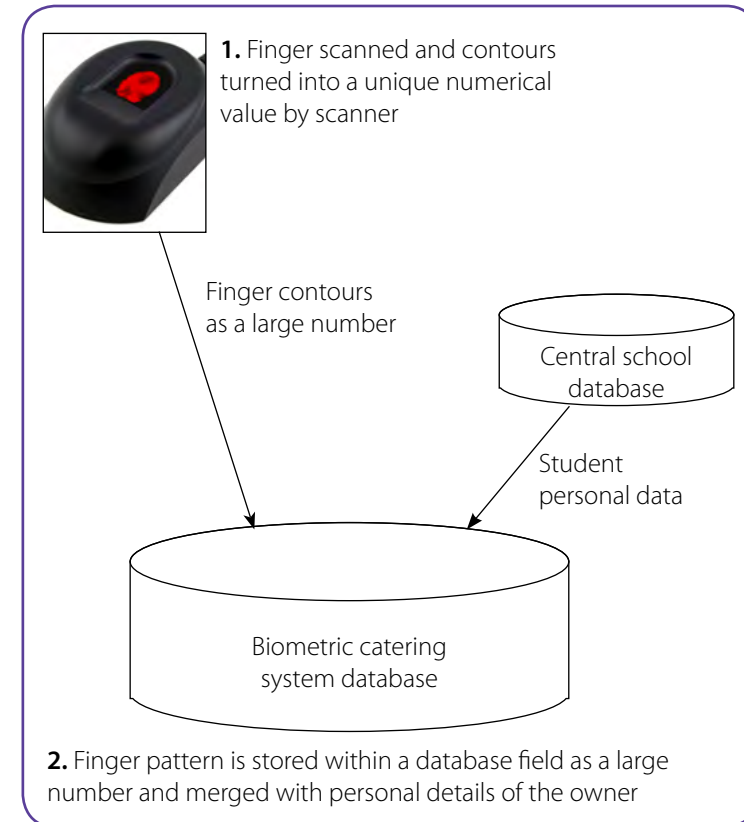 1. Finger scanned and contours
turned into a unique numerical
value by scanner
Finger contours
as a large number
Central school
database
Student
personal data
Biometric catering
system database
2. Finger pattern is stored within a database field as a large
number and merged with personal details of the owner